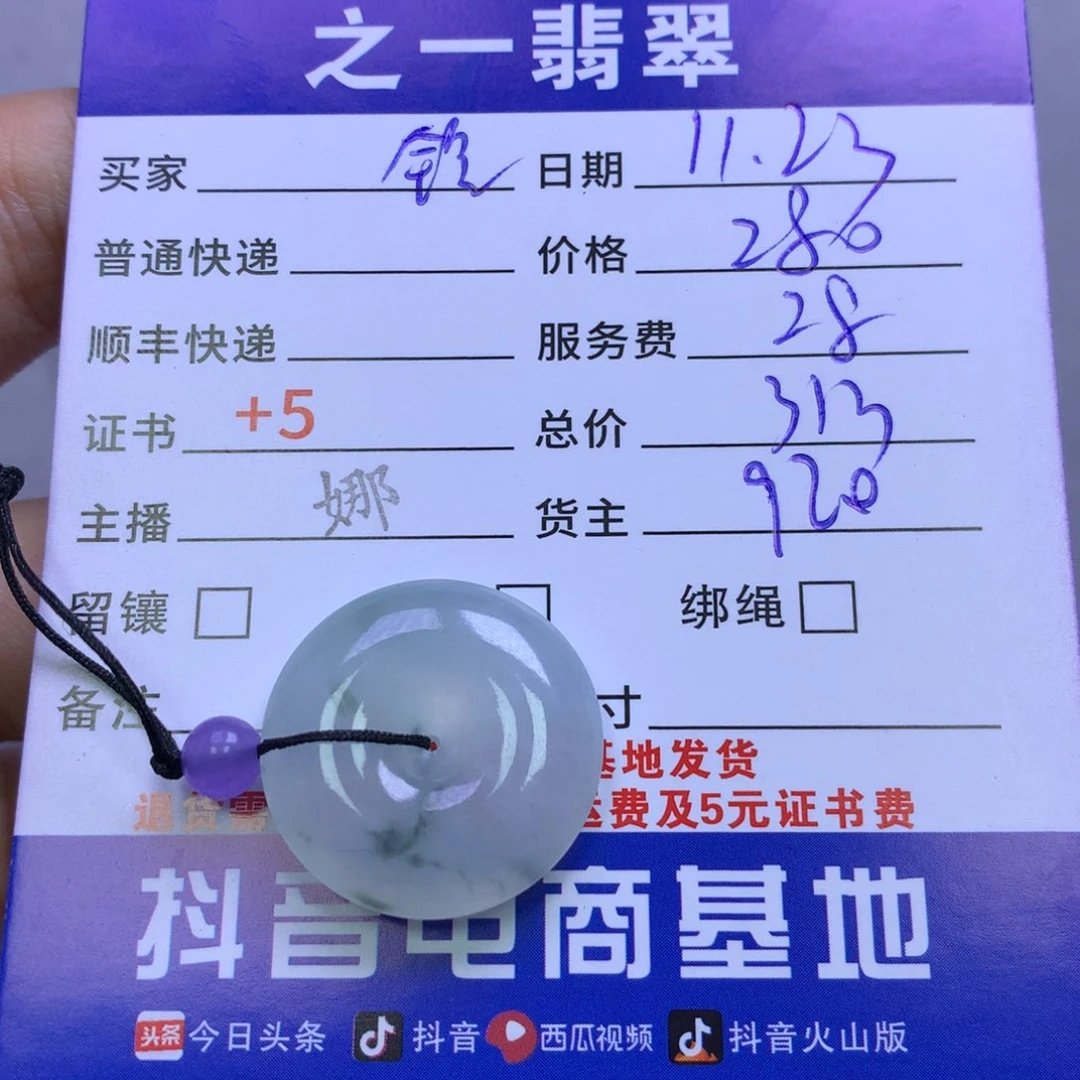 之一翡翠
买家 日期 11.23
普通快递 价格 280
顺丰快递 服务费 28
证书 +5 总价 313
主播 娜 货主 920
留镶 绑绳
备注 寸
基地发货
退货需 运费及5元证书费
抖音电商基地
头条 今日头条 抖音 西瓜视频 抖音火山版